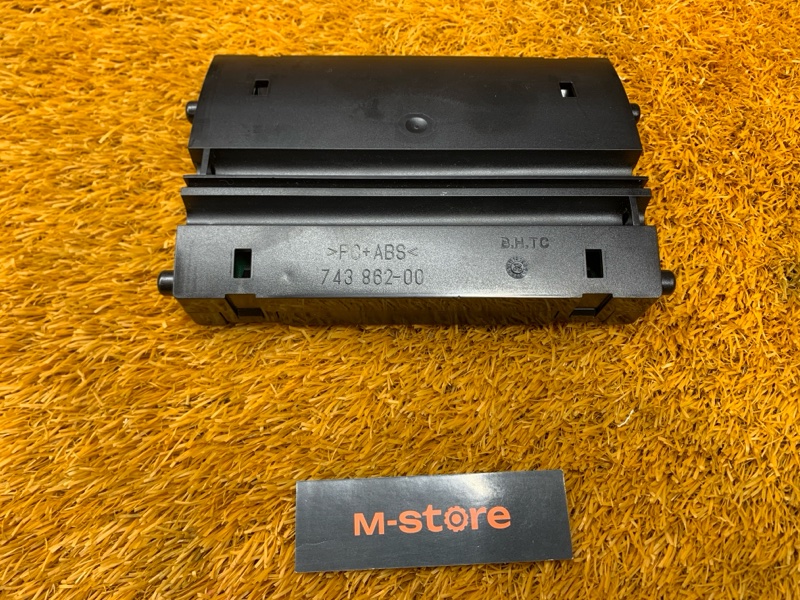 >PC+ABS<
743 862-00
B.H.TC
M-store